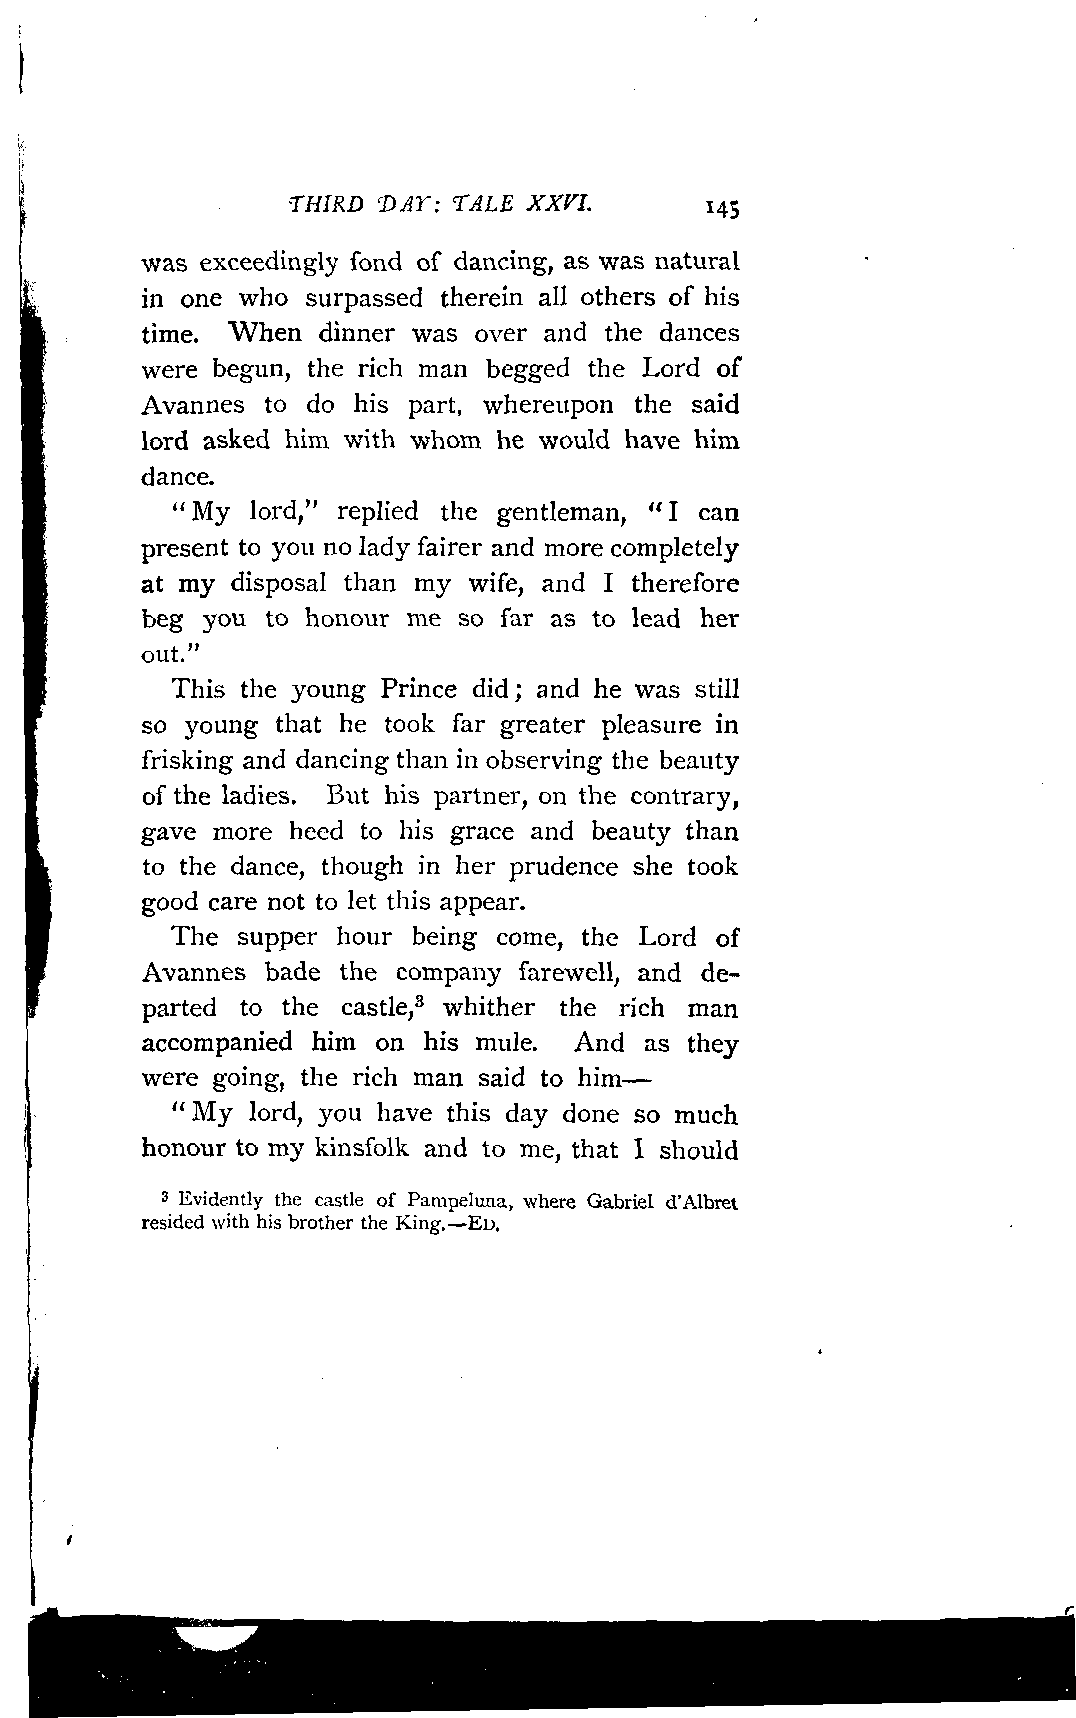 THIRD DAY: TALE XXVI. 145
was exceedingly fond of dancing, as was natural
in one who surpassed therein all others of his
time. When dinner was over and the dances
were begun, the rich man begged the Lord of
Avannes to do his part, whereupon the said
lord asked him with whom he would have him
dance.
"My lord," replied the gentleman, "I can
present to you no lady fairer and more completely
at my disposal than my wife, and I therefore
beg you to honour me so far as to lead her
out."
This the young Prince did; and he was still
so young that he took far greater pleasure in
frisking and dancing than in observing the beauty
of the ladies. But his partner, on the contrary,
gave more heed to his grace and beauty than
to the dance, though in her prudence she took
good care not to let this appear.
The supper hour being come, the Lord of
Avannes bade the company farewell, and de-
parted to the castle,³ whither the rich man
accompanied him on his mule. And as they
were going, the rich man said to him—
"My lord, you have this day done so much
honour to my kinsfolk and to me, that I should
³ Evidently the castle of Pampeluna, where Gabriel d'Albret
resided with his brother the King.—ED.